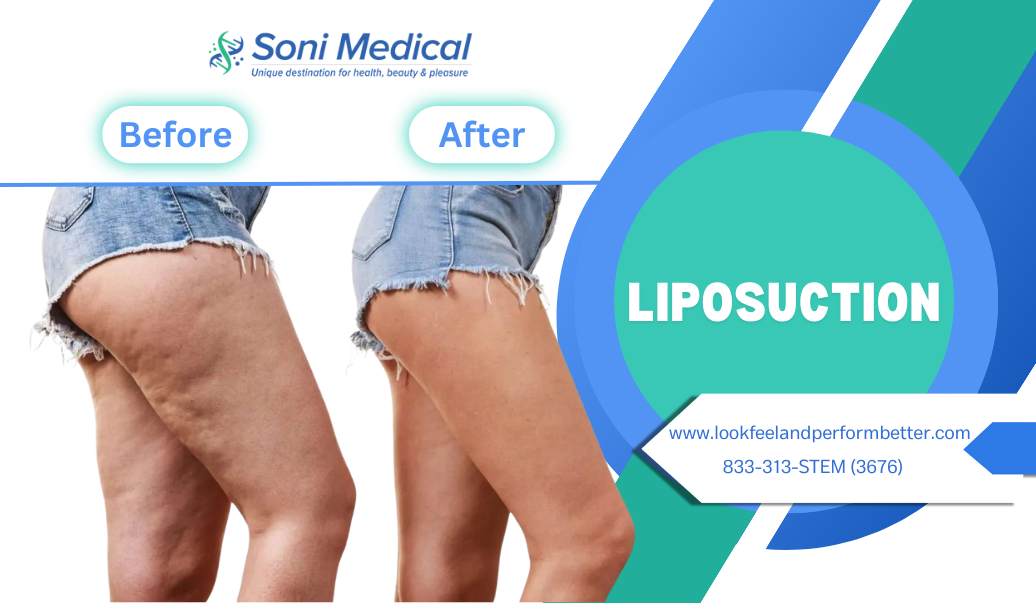 Soni Medical
Unique destination for health, beauty & pleasure
Before
After
LIPOSUCTION
www.lookfeelandperformbetter.com
833-313-STEM (3676)